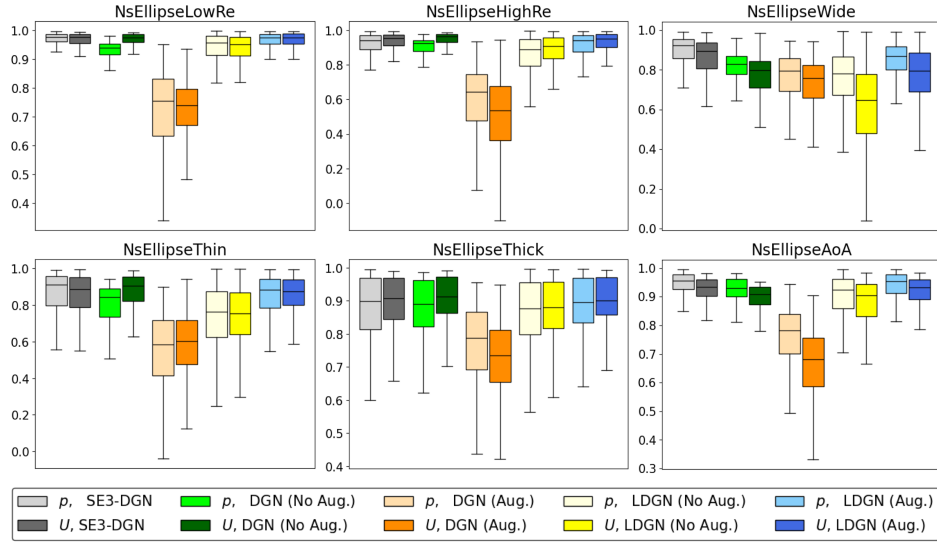 NsEllipseLowRe
NsEllipseHighRe
NsEllipseWide
1.0
0.9
0.8
0.7
0.6
0.5
0.4
1.0
0.8
0.6
0.4
0.2
0.0
1.0
0.8
0.6
0.4
0.2
0.0
NsEllipseThin
NsEllipseThick
NsEllipseAoA
1.0
0.8
0.6
0.4
0.2
0.0
1.0
0.9
0.8
0.7
0.6
0.5
0.4
1.0
0.9
0.8
0.7
0.6
0.5
0.4
0.3
p, SE3-DGN
p, DGN (No Aug.)
p, DGN (Aug.)
p, LDGN (No Aug.)
p, LDGN (Aug.)
U, SE3-DGN
U, DGN (No Aug.)
U, DGN (Aug.)
U, LDGN (No Aug.)
U, LDGN (Aug.)